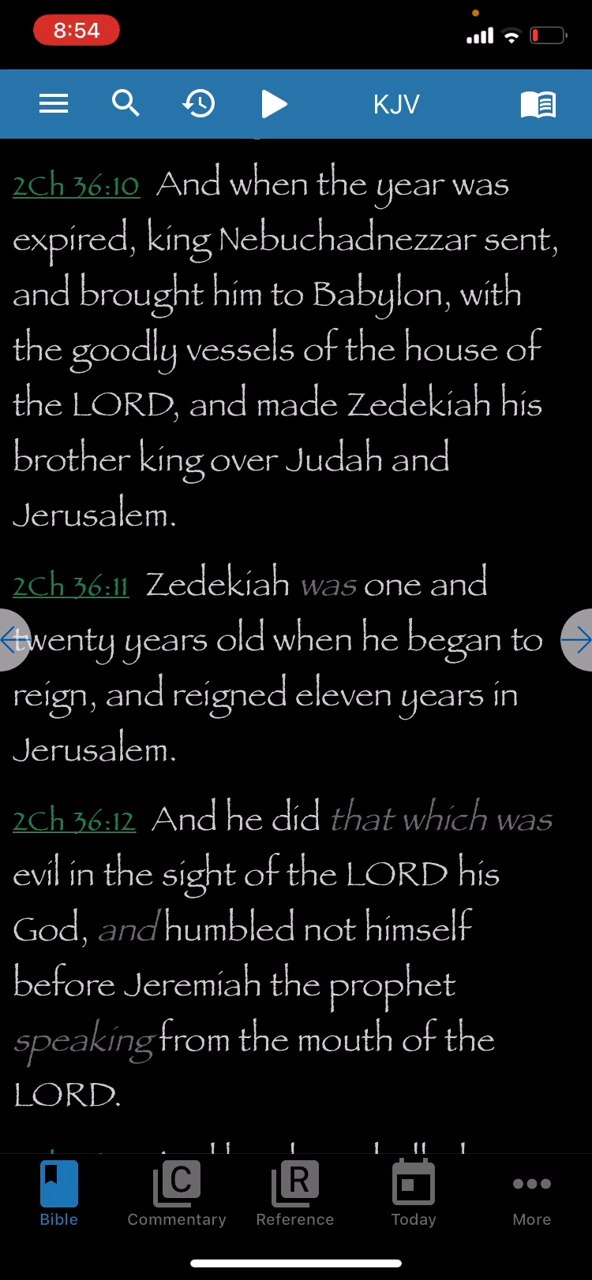 8:54
KJV
2Ch 36:10 And when the year was
expired, king Nebuchadnezzar sent,
and brought him to Babylon, with
the goodly vessels of the house of
the LORD, and made Zedekiah his
brother king over Judah and
Jerusalem.
2Ch 36:11 Zedekiah was one and
twenty years old when he began to
reign, and reigned eleven years in
Jerusalem.
2Ch 36:12 And he did that which was
evil in the sight of the LORD his
God, and humbled not himself
before Jeremiah the prophet
speaking from the mouth of the
LORD.
C R
Bible Commentary Reference Today More